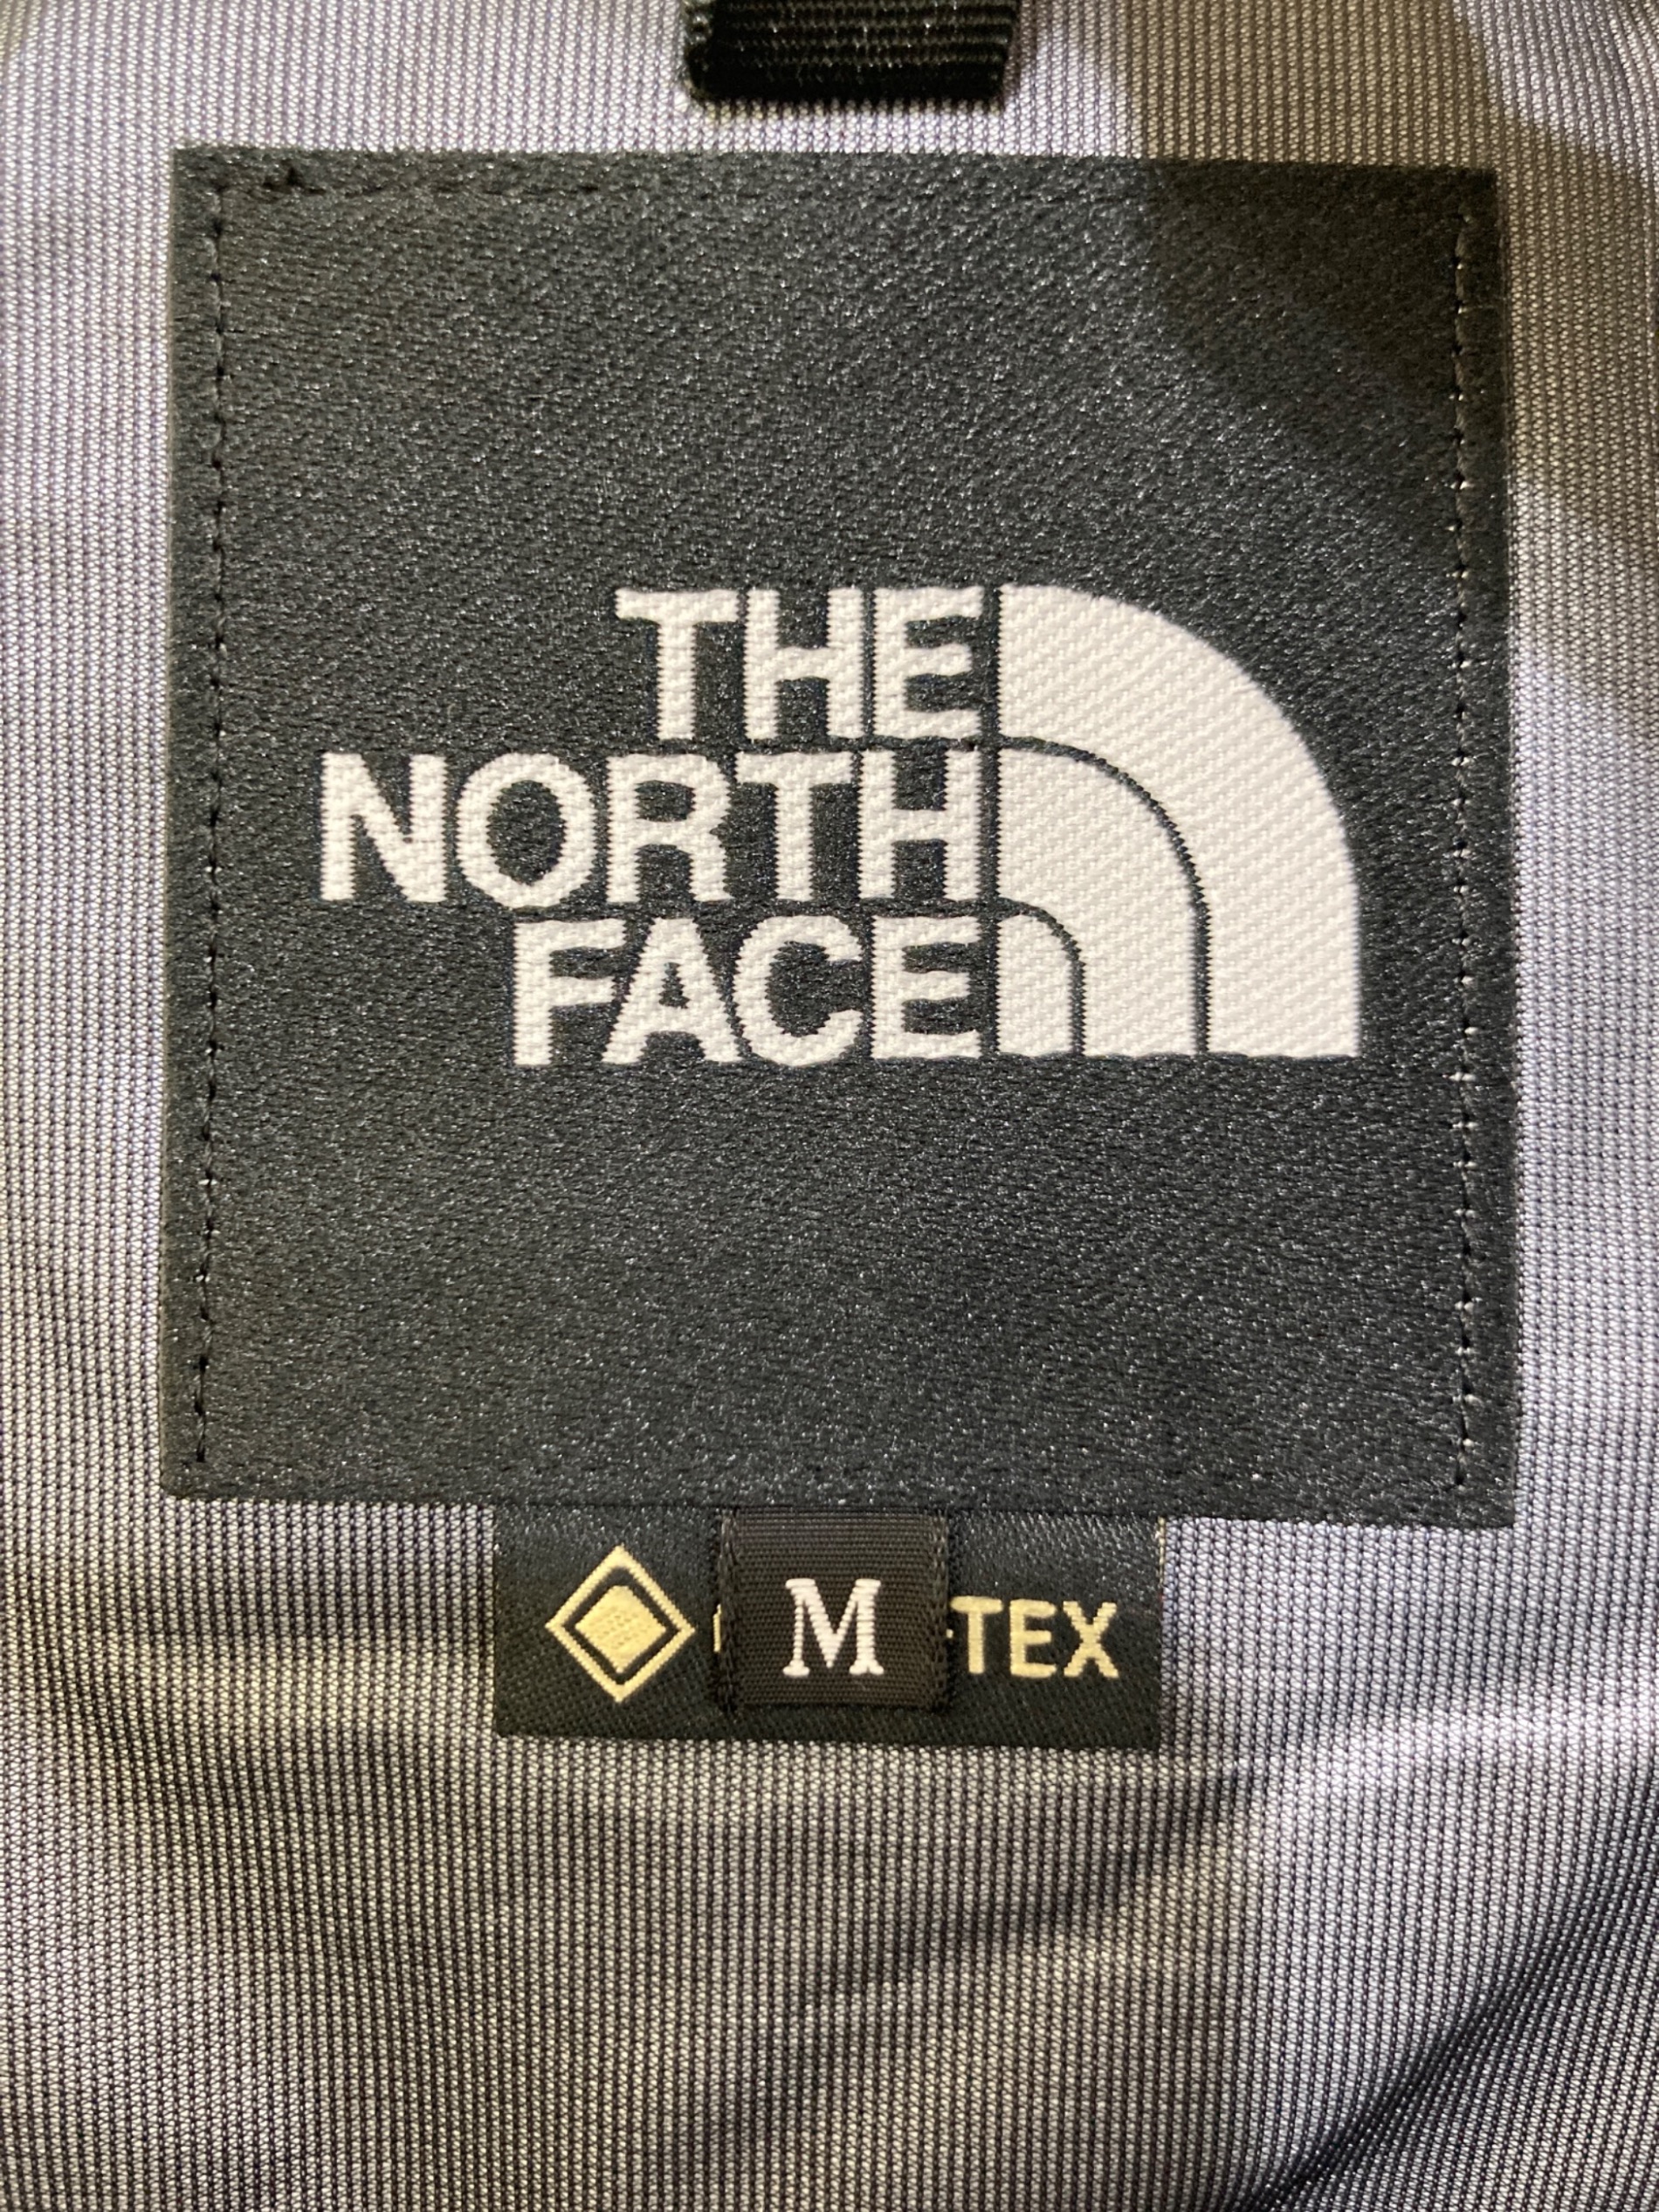 THE
NORTH
FACE
M
-TEX